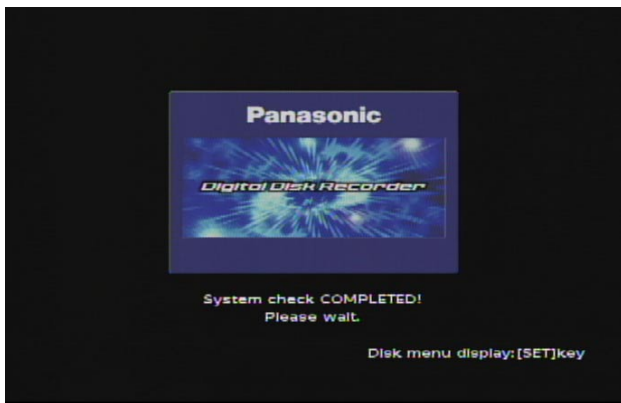 Panasonic
Digital Disk Recorder
System check COMPLETED!
Please wait.
Disk menu display:[SET]key